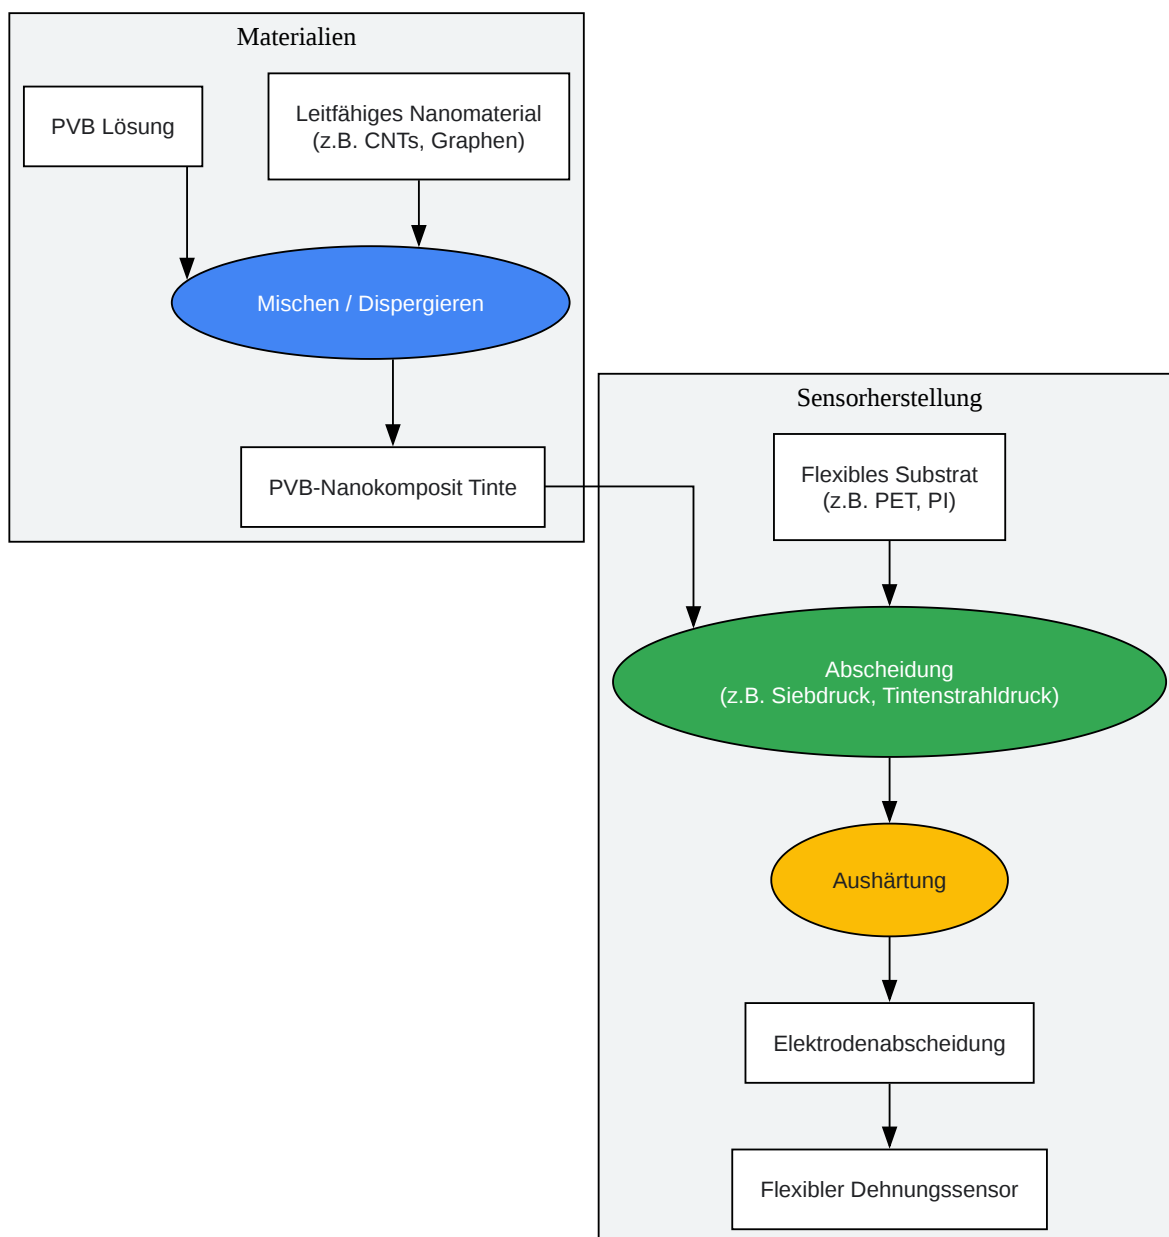 Materialien
PVB Lösung
Leitfähiges Nanomaterial
(z.B. CNTs, Graphen)
Mischen / Dispergieren
PVB-Nanokomposit Tinte
Sensorherstellung
Flexibles Substrat
(z.B. PET, PI)
Abscheidung
(z.B. Siebdruck, Tintenstrahldruck)
Aushärtung
Elektrodenabscheidung
Flexibler Dehnungssensor